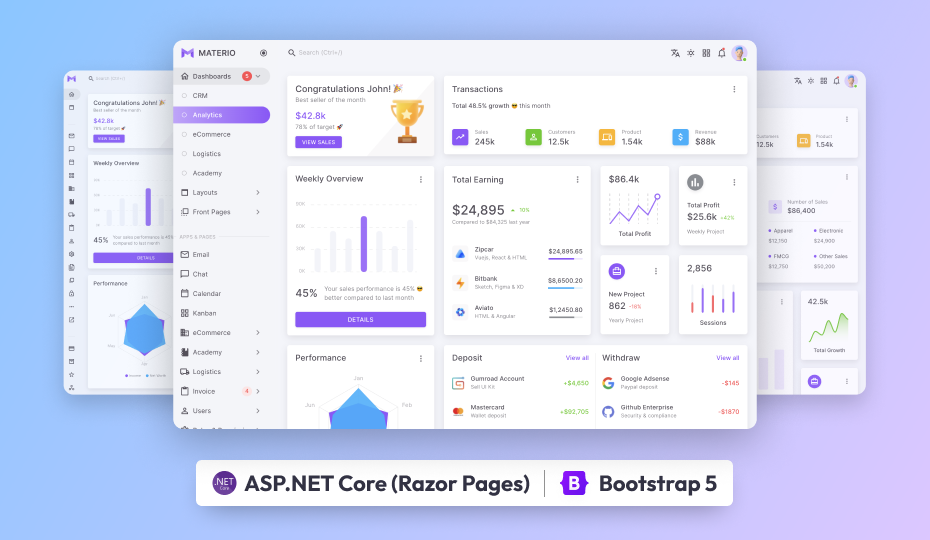 MATERIO
Search (Ctrl+/)
Dashboards
5
CRM
Analytics
eCommerce
Logistics
Academy
Layouts
Front Pages
APPS & PAGES
Email
Chat
Calendar
Kanban
eCommerce
Academy
Logistics
Invoice
4
Users
Congratulations John! 🎉
Best seller of the month
$42.8k
78% of target 🚀
VIEW SALES
Transactions
Total 48.5% growth 😎 this month
Sales
245k
Customers
12.5k
Product
1.54k
Revenue
$88k
Weekly Overview
90K
60K
30K
0K
45%
Your sales performance is 45% 😎
better compared to last month
DETAILS
Total Earning
$24,895
10%
Compared to $84,325 last year
Zipcar
Vuejs, React & HTML
$24,895.65
Bitbank
Sketch, Figma & XD
$8,6500.20
Aviato
HTML & Angular
$1,2450.80
$86.4k
Total Profit
Total Profit
$25.6k
+42%
Weekly Project
New Project
862
-18%
Yearly Project
2,856
Sessions
Performance
Jan
Feb
Jun
Deposit
View all
Gumroad Account
Sell UI Kit
+$4,650
Mastercard
Wallet deposit
+$92,705
Withdraw
View all
Google Adsense
Paypal deposit
-$145
Github Enterprise
Security & compliance
-$1870
Congratulations John! 🎉
Best seller of the month
$42.8k
78% of target 🚀
VIEW SALES
Weekly Overview
45%
Your sales performance is 45% 😎
better compared to last month
DETAILS
Performance
Customers
12.5k
Product
1.54k
Number of Sales
$86,400
Apparel
$12,150
Electronic
$24,900
FMCG
$12,750
Other Sales
$50,200
42.5k
Total Growth
.NET
Core
ASP.NET Core (Razor Pages)
B
Bootstrap 5